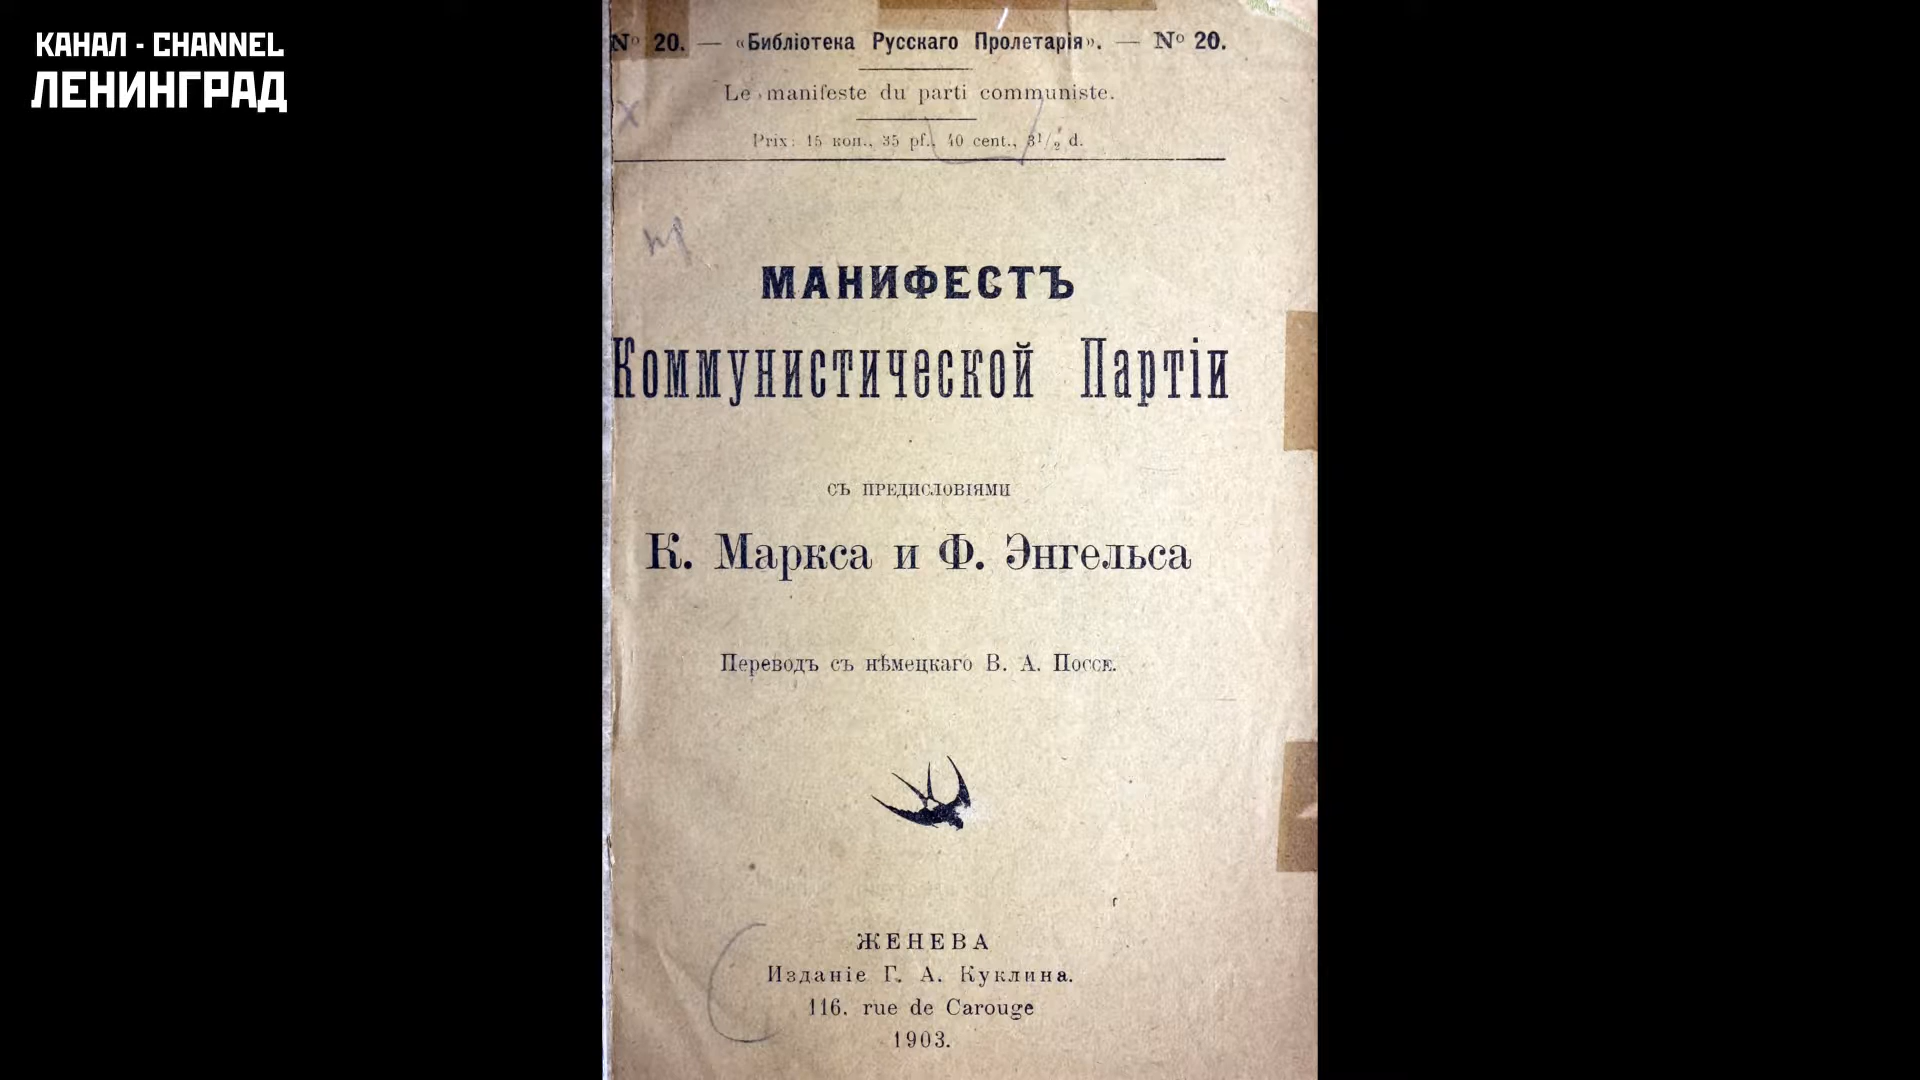 КАНАЛ - CHANNEL
ЛЕНИНГРАД
№ 20. — «Библіотека Русскаго Пролетарія». — № 20.
Le manifeste du parti communiste.
Prix: 15 коп., 35 pf., 40 cent., 3¹/₂ d.
МАНИФЕСТЪ
Коммунистической Партіи
СЪ ПРЕДИСЛОВІЯМИ
К. Маркса и Ф. Энгельса
Переводъ съ нѣмецкаго В. А. Поссе.
ЖЕНЕВА
Изданіе Г. А. Куклина.
116. rue de Carouge
1903.